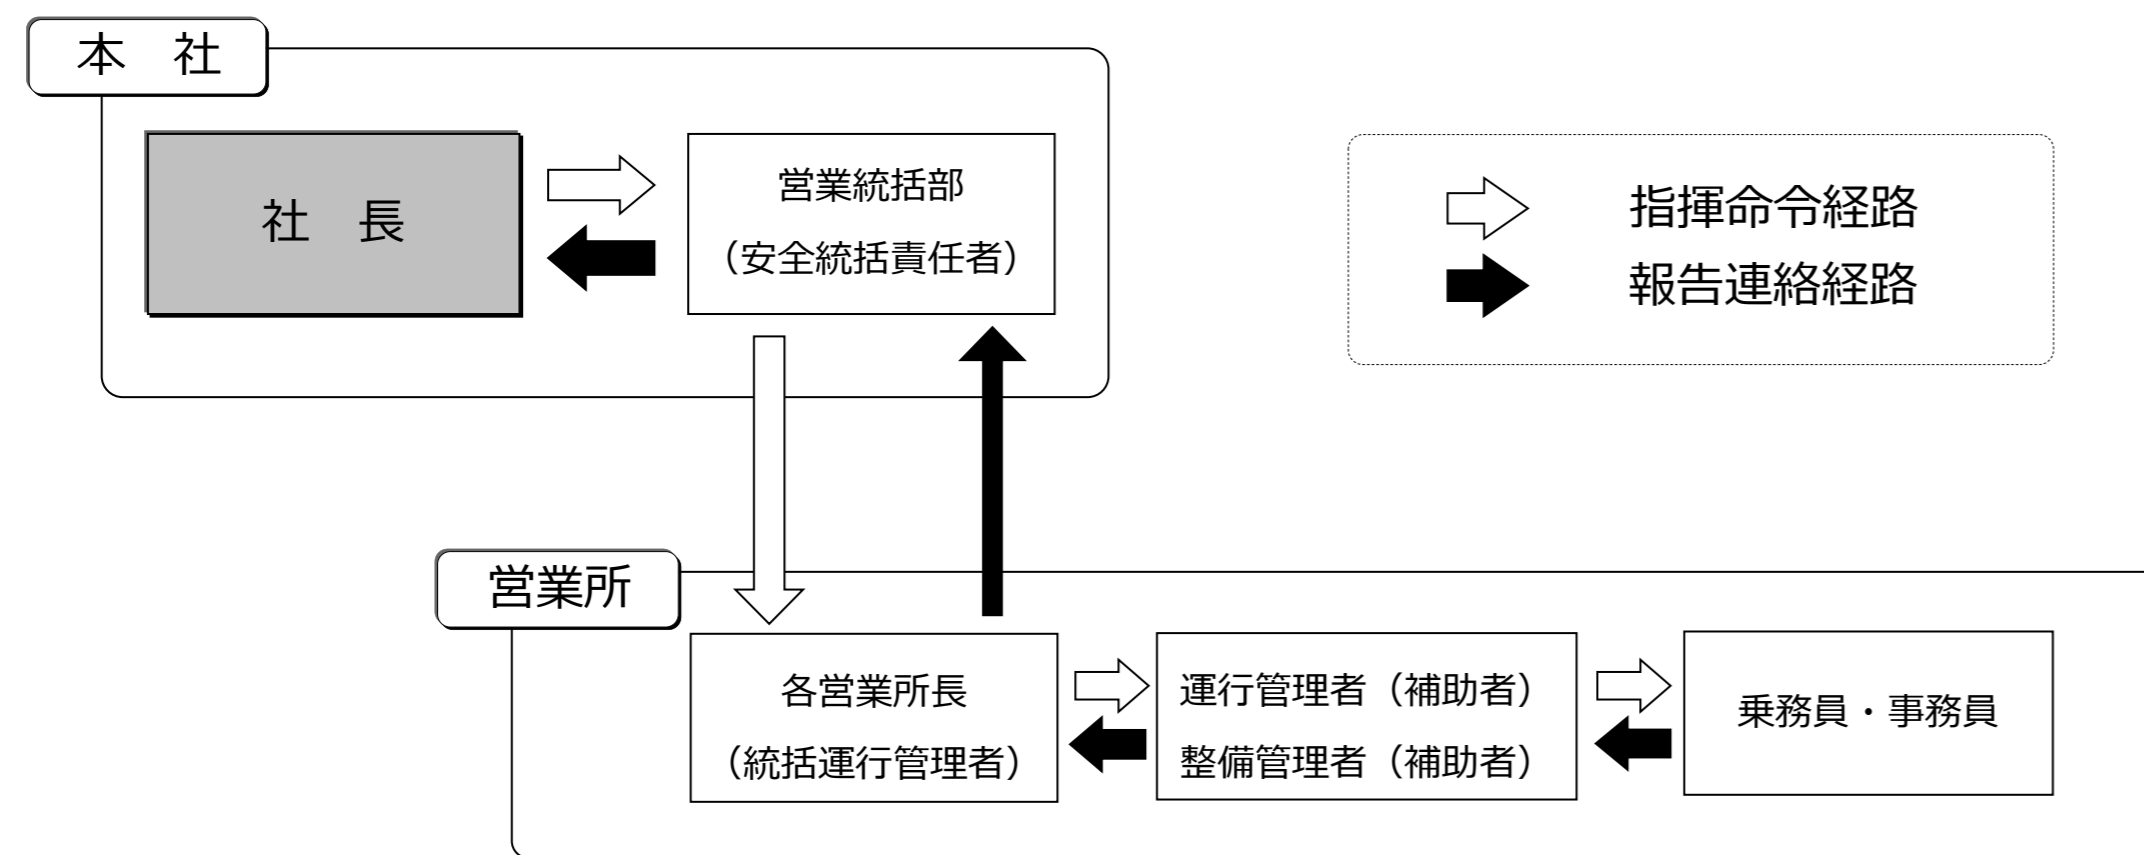 本　社
社　長
営業統括部
（安全統括責任者）
指揮命令経路
報告連絡経路
営業所
各営業所長
（統括運行管理者）
運行管理者（補助者）
整備管理者（補助者）
乗務員・事務員